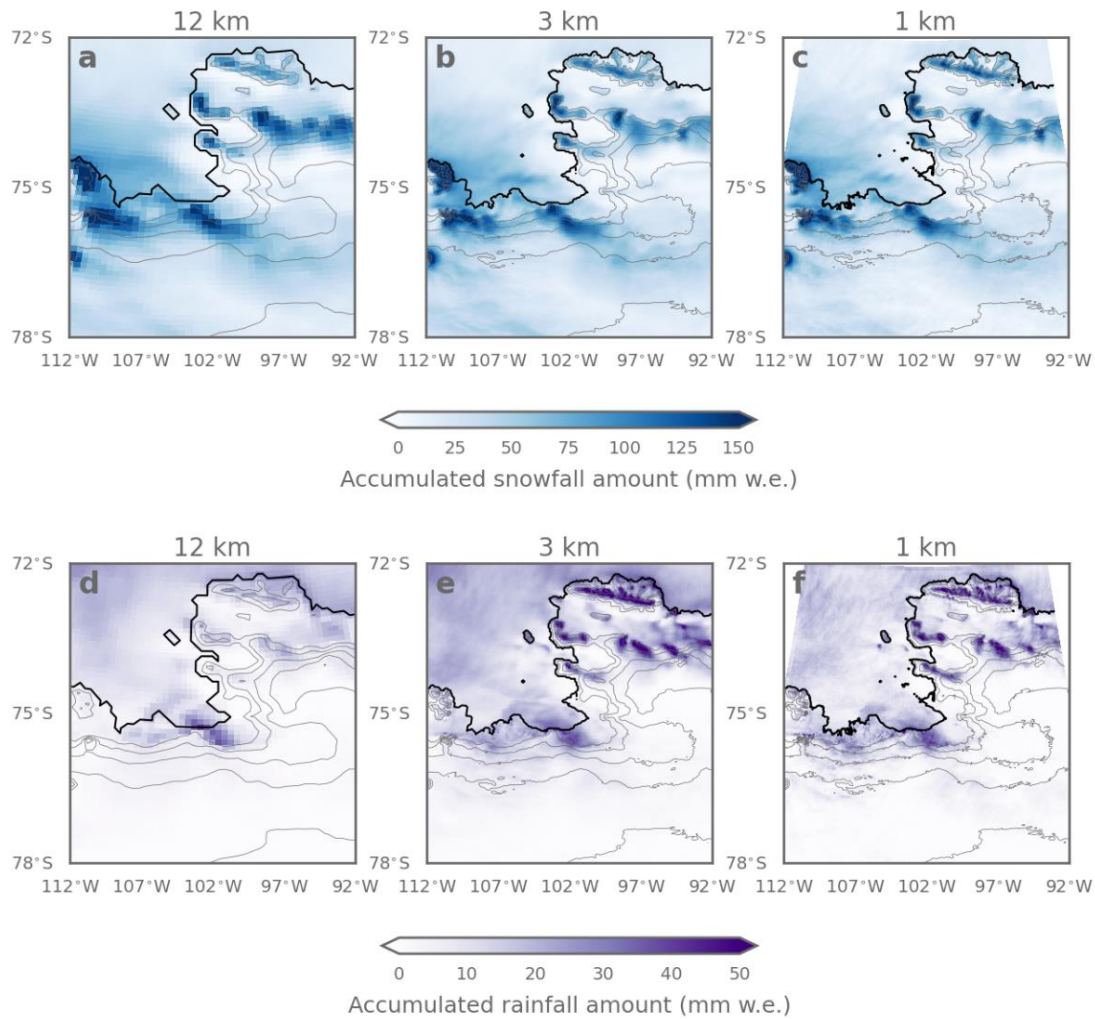 12 km 3 km 1 km
72°S 72°S 72°S
a b c
75°S 75°S 75°S
78°S 78°S 78°S
112°W 107°W 102°W 97°W 112°W 107°W 102°W 97°W 112°W 107°W 102°W 97°W 92°W
0 25 50 75 100 125 150
Accumulated snowfall amount (mm w.e.)
12 km 3 km 1 km
72°S 72°S 72°S
d e f
75°S 75°S 75°S
78°S 78°S 78°S
112°W 107°W 102°W 97°W 112°W 107°W 102°W 97°W 112°W 107°W 102°W 97°W 92°W
0 10 20 30 40 50
Accumulated rainfall amount (mm w.e.)